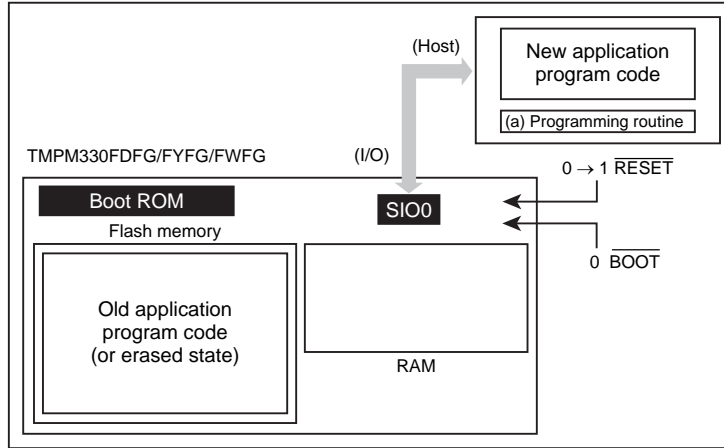 (Host)
New application
program code
(a) Programming routine
TMPM330FDFG/FYFG/FWFG
(I/O)
0 → 1 RESET
Boot ROM
SIO0
Flash memory
0 BOOT
Old application
program code
(or erased state)
RAM